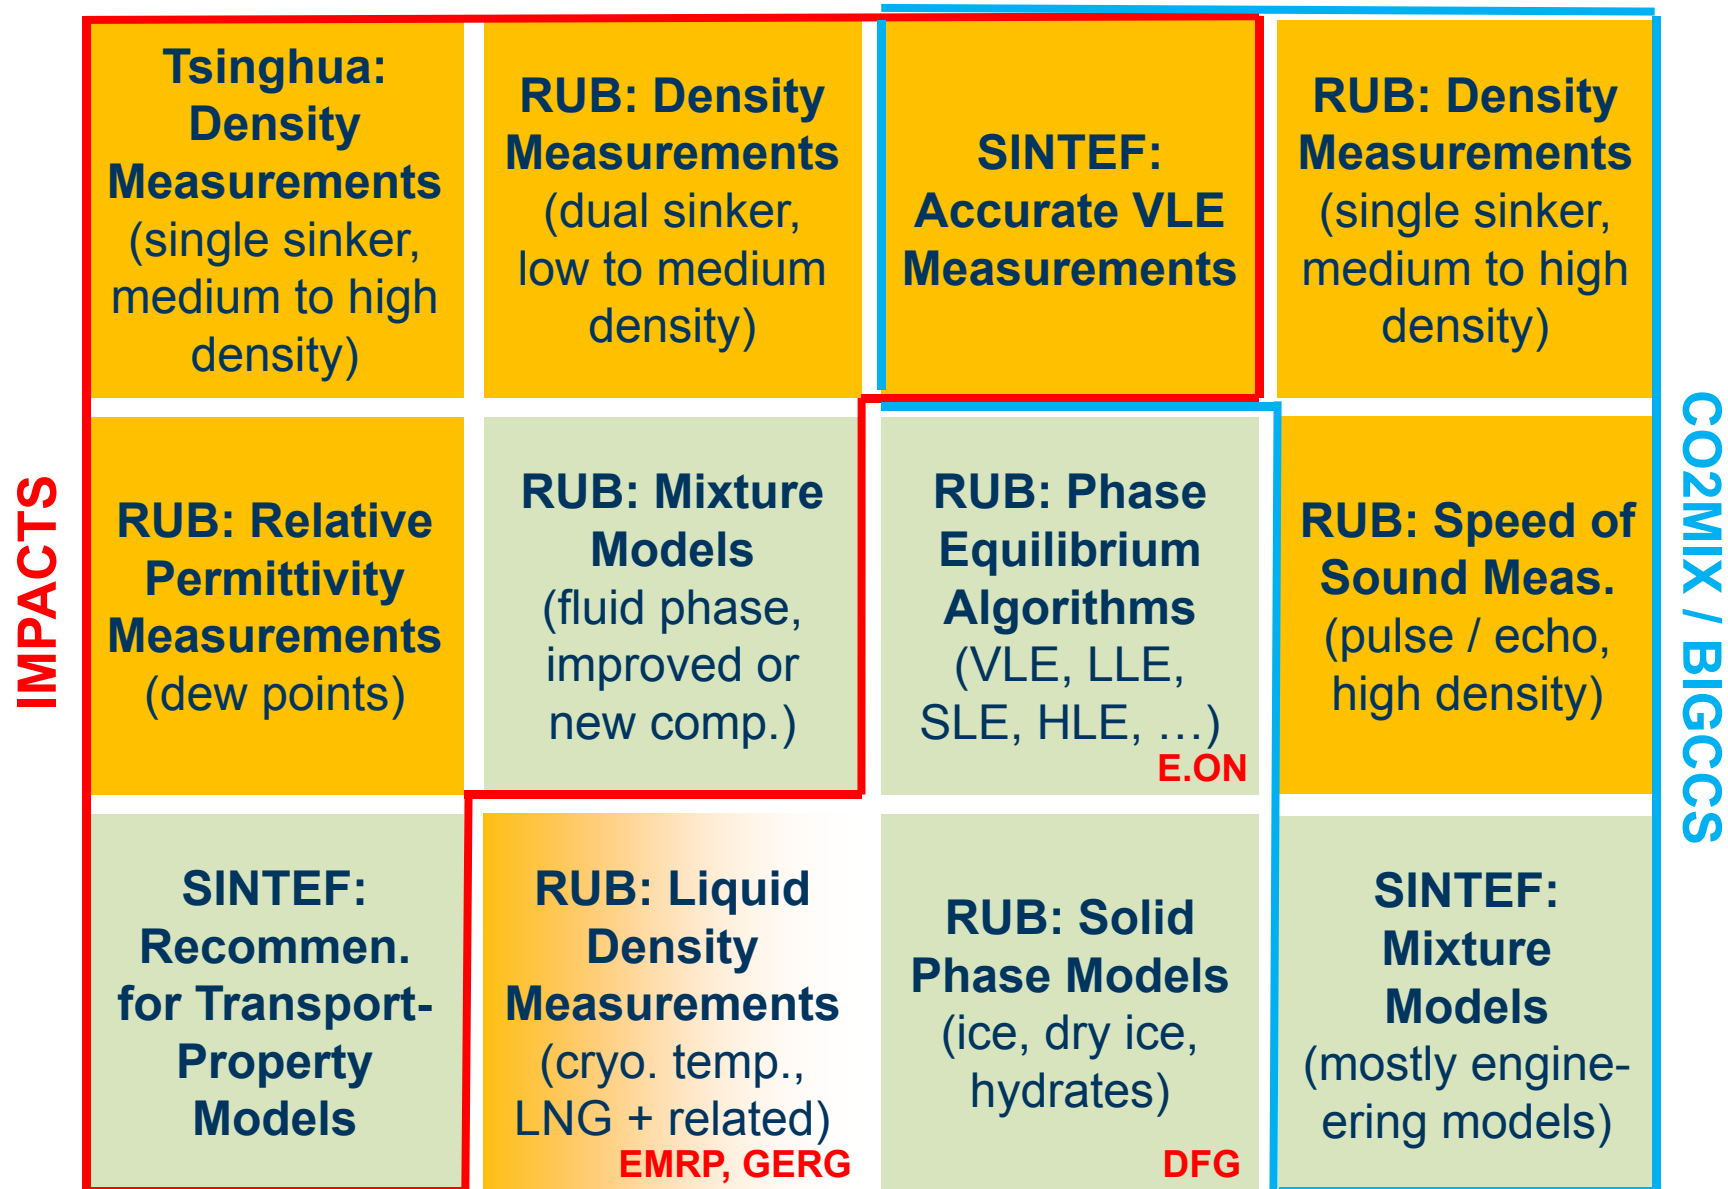 IMPACTS
Tsinghua:
Density
Measurements
(single sinker,
medium to high
density)
RUB: Density
Measurements
(dual sinker,
low to medium
density)
SINTEF:
Accurate VLE
Measurements
RUB: Density
Measurements
(single sinker,
medium to high
density)
RUB: Relative
Permittivity
Measurements
(dew points)
RUB: Mixture
Models
(fluid phase,
improved or
new comp.)
RUB: Phase
Equilibrium
Algorithms
(VLE, LLE,
SLE, HLE, …)
E.ON
RUB: Speed of
Sound Meas.
(pulse / echo,
high density)
SINTEF:
Recommen.
for Transport-
Property
Models
RUB: Liquid
Density
Measurements
(cryo. temp.,
LNG + related)
EMRP, GERG
RUB: Solid
Phase Models
(ice, dry ice,
hydrates)
DFG
SINTEF:
Mixture
Models
(mostly engine-
ering models)
CO2MIX / BIGCCS